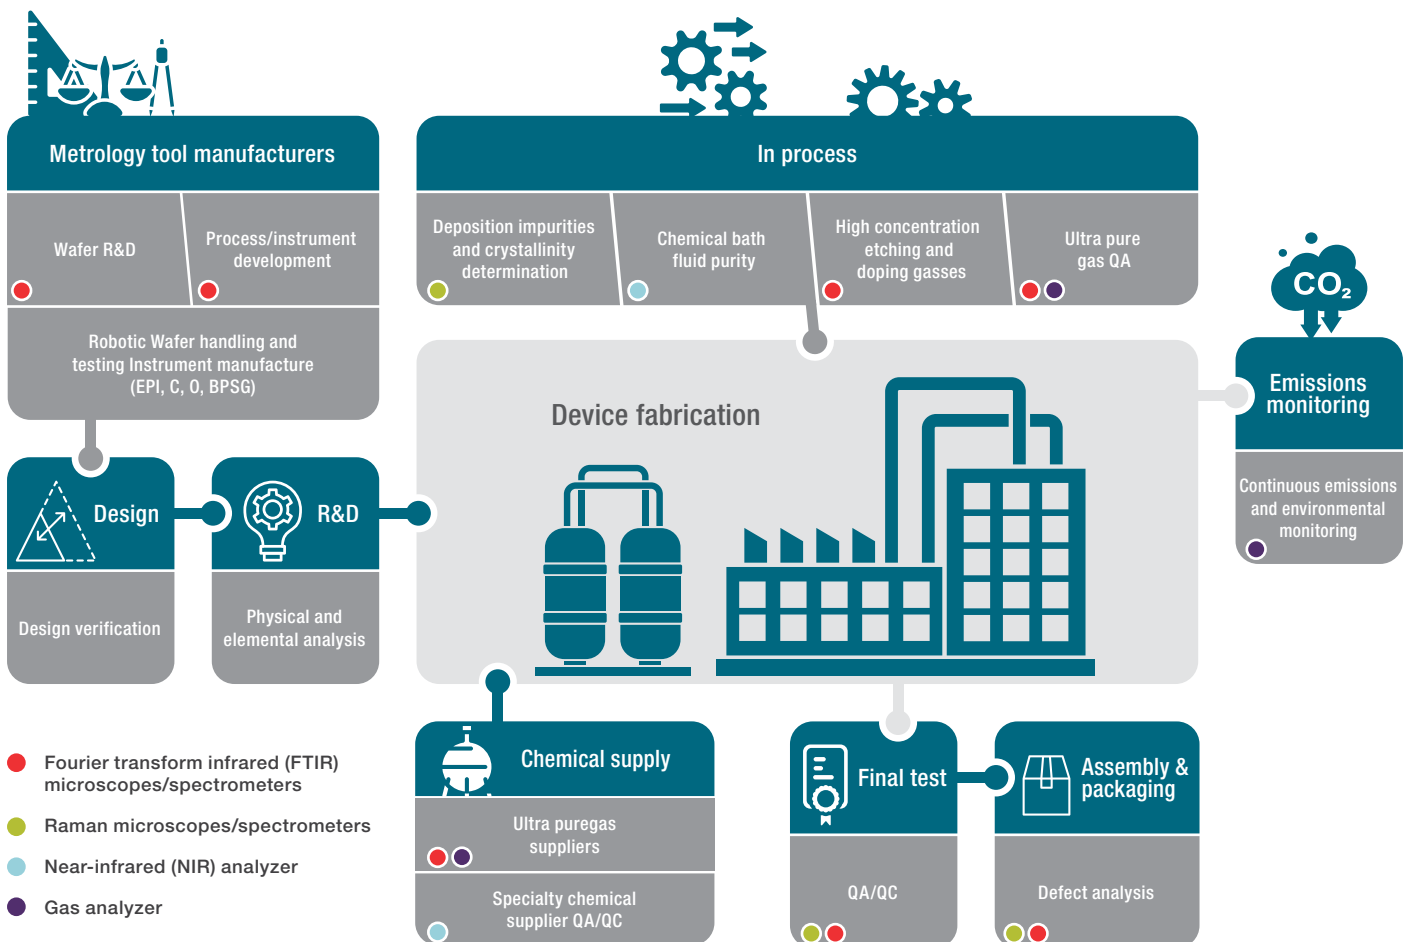 Metrology tool manufacturers
Wafer R&D
Process/instrument
development
Robotic Wafer handling and
testing Instrument manufacture
(EPI, C, O, BPSG)
In process
Deposition impurities
and crystallinity
determination
Chemical bath
fluid purity
High concentration
etching and
doping gasses
Ultra pure
gas QA
CO₂
Emissions
monitoring
Continuous emissions
and environmental
monitoring
Device fabrication
Design
Design verification
R&D
Physical and
elemental analysis
Chemical supply
Ultra puregas
suppliers
Specialty chemical
supplier QA/QC
Final test
QA/QC
Assembly &
packaging
Defect analysis
Fourier transform infrared (FTIR)
microscopes/spectrometers
Raman microscopes/spectrometers
Near-infrared (NIR) analyzer
Gas analyzer